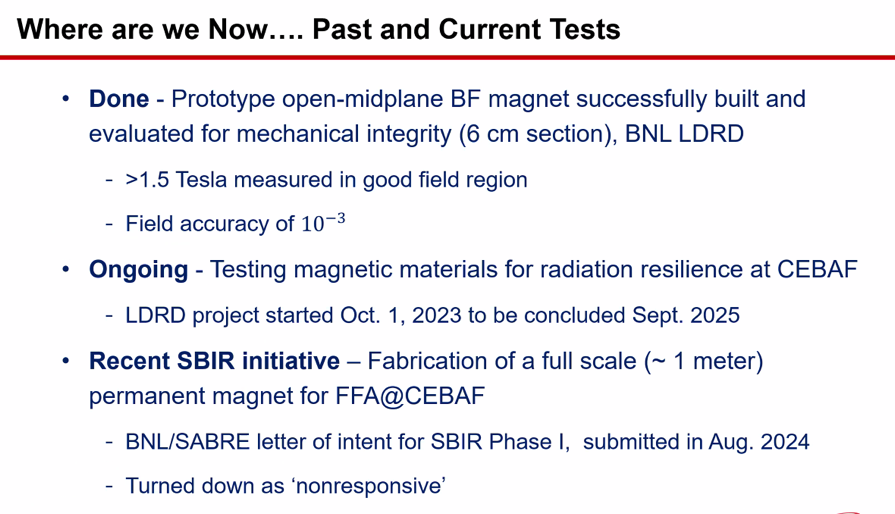 Where are we Now…. Past and Current Tests
• Done - Prototype open-midplane BF magnet successfully built and
evaluated for mechanical integrity (6 cm section), BNL LDRD
- >1.5 Tesla measured in good field region
- Field accuracy of 10⁻³
• Ongoing - Testing magnetic materials for radiation resilience at CEBAF
- LDRD project started Oct. 1, 2023 to be concluded Sept. 2025
• Recent SBIR initiative – Fabrication of a full scale (~ 1 meter)
permanent magnet for FFA@CEBAF
- BNL/SABRE letter of intent for SBIR Phase I,  submitted in Aug. 2024
- Turned down as ‘nonresponsive’